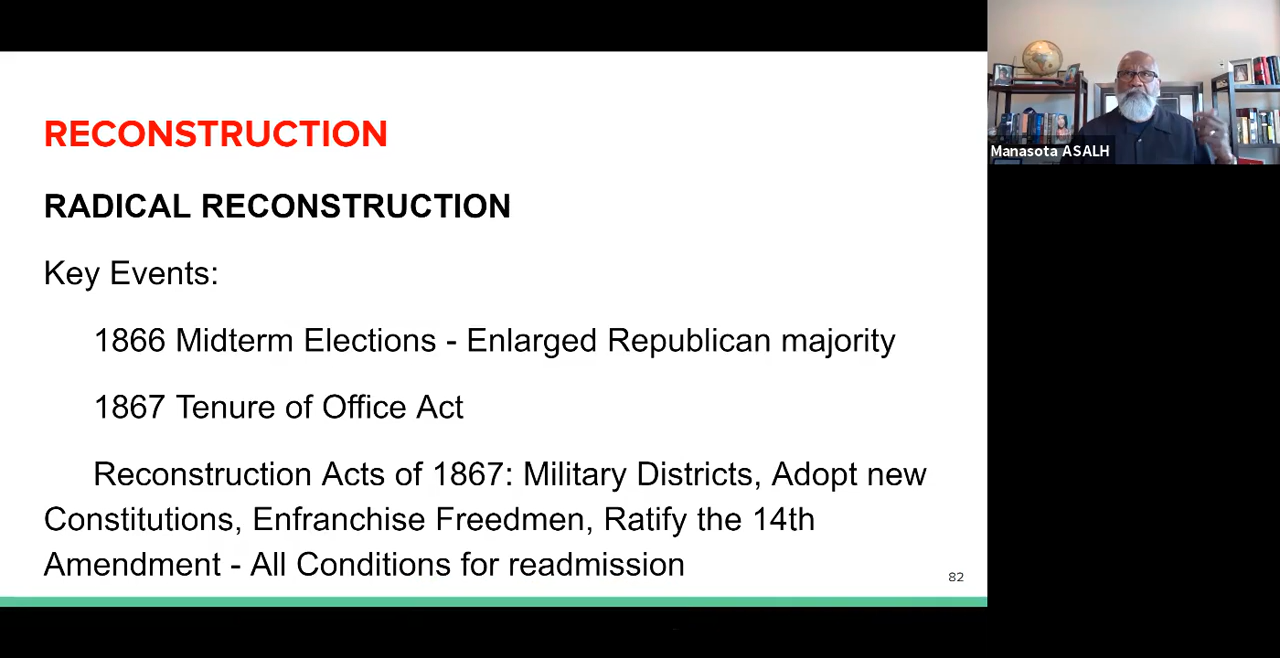 RECONSTRUCTION
RADICAL RECONSTRUCTION
Key Events:
1866 Midterm Elections - Enlarged Republican majority
1867 Tenure of Office Act
Reconstruction Acts of 1867: Military Districts, Adopt new
Constitutions, Enfranchise Freedmen, Ratify the 14th
Amendment - All Conditions for readmission
82
Manasota ASALH